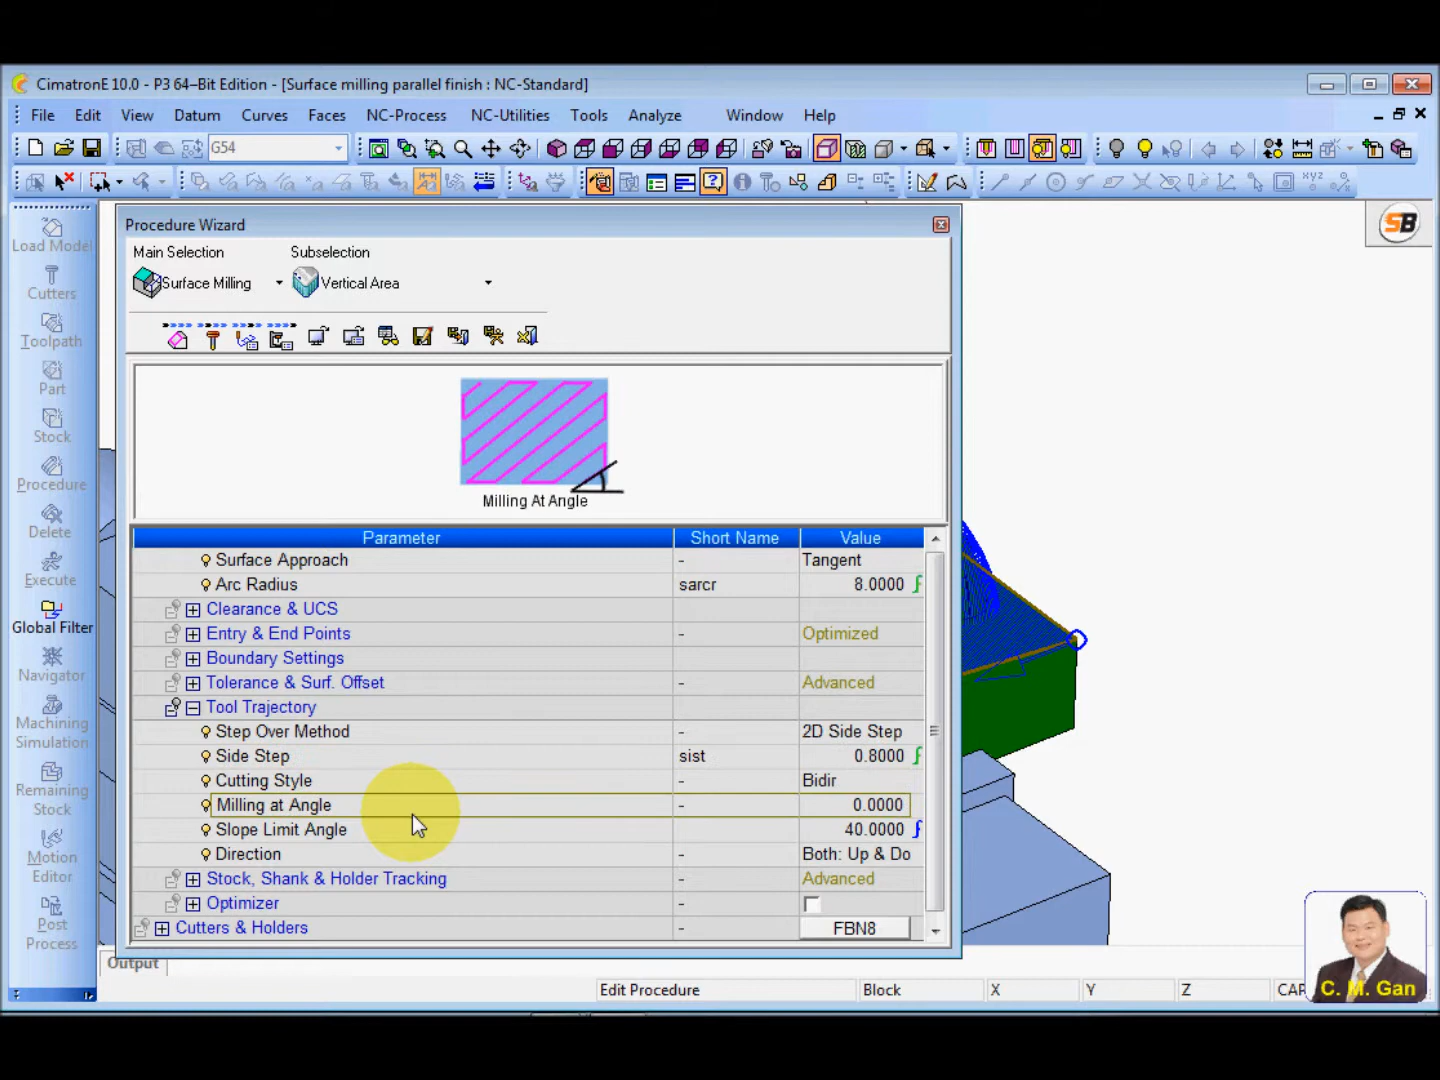 CimatronE 10.0 - P3 64–Bit Edition - [Surface milling parallel finish : NC-Standard]
File Edit View Datum Curves Faces NC-Process NC-Utilities Tools Analyze Window Help
G54
XYZ
SB
Load Model
Cutters
Toolpath
Part
Stock
Procedure
Delete
Execute
Global Filter
Navigator
Machining
Simulation
Remaining
Stock
Motion
Editor
Post
Process
Procedure Wizard
Main Selection Subselection
Surface Milling Vertical Area
Milling At Angle
Parameter Short Name Value
Surface Approach - Tangent
Arc Radius sarcr 8.0000 f
Clearance & UCS
Entry & End Points - Optimized
Boundary Settings -
Tolerance & Surf. Offset - Advanced
Tool Trajectory -
Step Over Method - 2D Side Step
Side Step sist 0.8000 f
Cutting Style - Bidir
Milling at Angle - 0.0000
Slope Limit Angle 40.0000 f
Direction - Both: Up & Do
Stock, Shank & Holder Tracking - Advanced
Optimizer -
Cutters & Holders - FBN8
Output
Edit Procedure Block X Y Z CAP
C. M. Gan